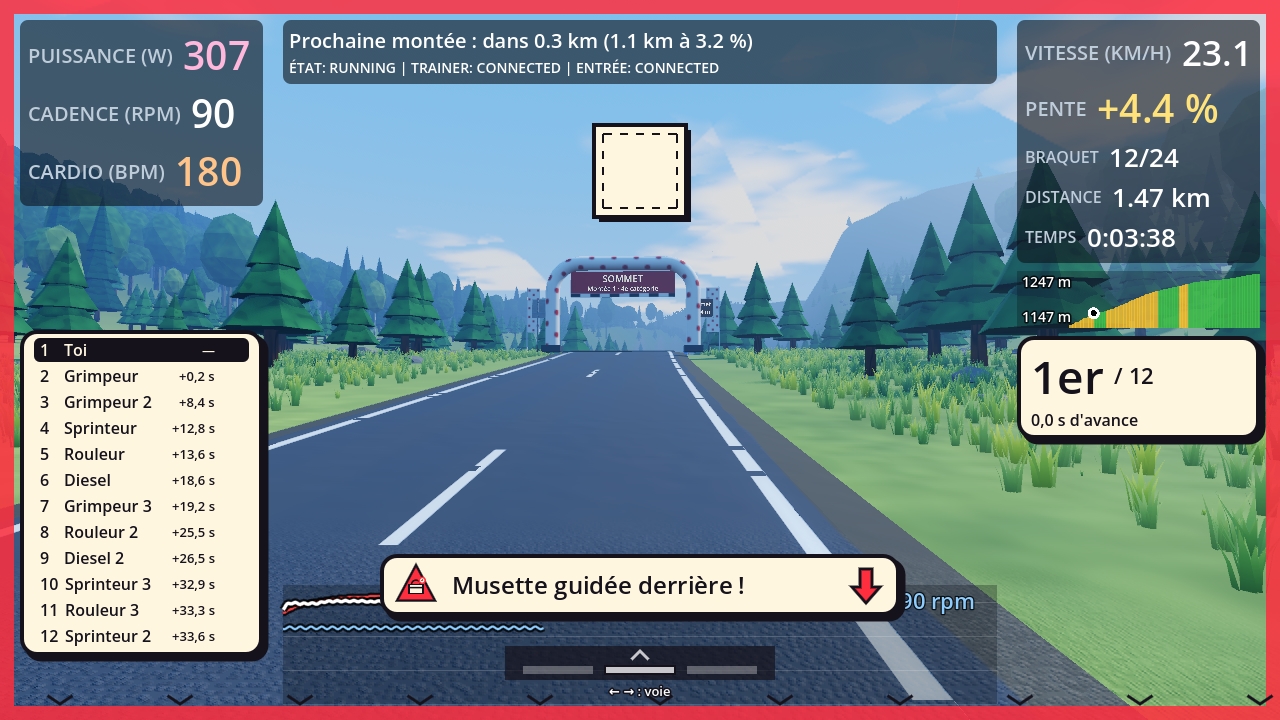 PUISSANCE (W) 307
CADENCE (RPM) 90
CARDIO (BPM) 180
Prochaine montée : dans 0.3 km (1.1 km à 3.2 %)
ÉTAT: RUNNING | TRAINER: CONNECTED | ENTRÉE: CONNECTED
VITESSE (KM/H) 23.1
PENTE +4.4 %
BRAQUET 12/24
DISTANCE 1.47 km
TEMPS 0:03:38
1247 m
1147 m
SOMMET
Montée 1 · 4e catégorie
1er / 12
0,0 s d'avance
1 Toi —
2 Grimpeur +0,2 s
3 Grimpeur 2 +8,4 s
4 Sprinteur +12,8 s
5 Rouleur +13,6 s
6 Diesel +18,6 s
7 Grimpeur 3 +19,2 s
8 Rouleur 2 +25,5 s
9 Diesel 2 +26,5 s
10 Sprinteur 3 +32,9 s
11 Rouleur 3 +33,3 s
12 Sprinteur 2 +33,6 s
Musette guidée derrière !
90 rpm
← → : voie